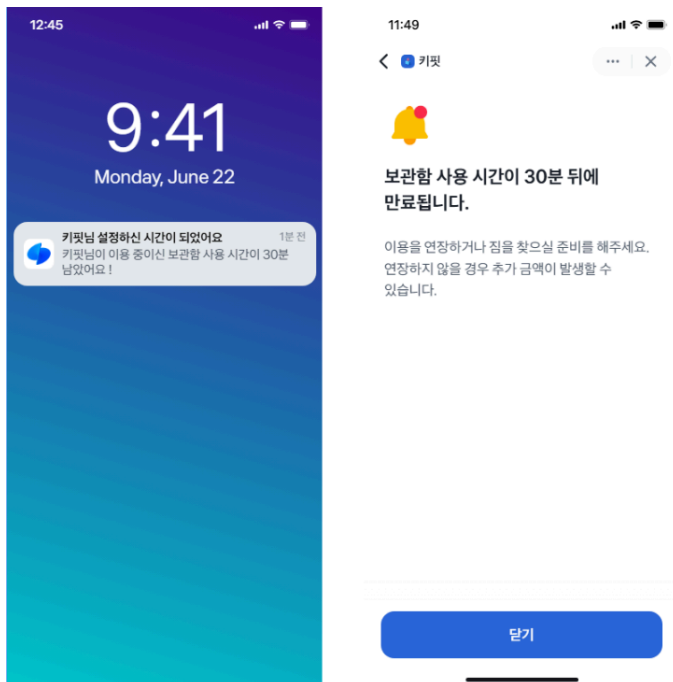 12:45
9:41
Monday, June 22
키핏님 설정하신 시간이 되었어요
1분 전
키핏님이 이용 중이신 보관함 사용 시간이 30분
남았어요 !
11:49
키핏
보관함 사용 시간이 30분 뒤에
만료됩니다.
이용을 연장하거나 짐을 찾으실 준비를 해주세요.
연장하지 않을 경우 추가 금액이 발생할 수
있습니다.
닫기